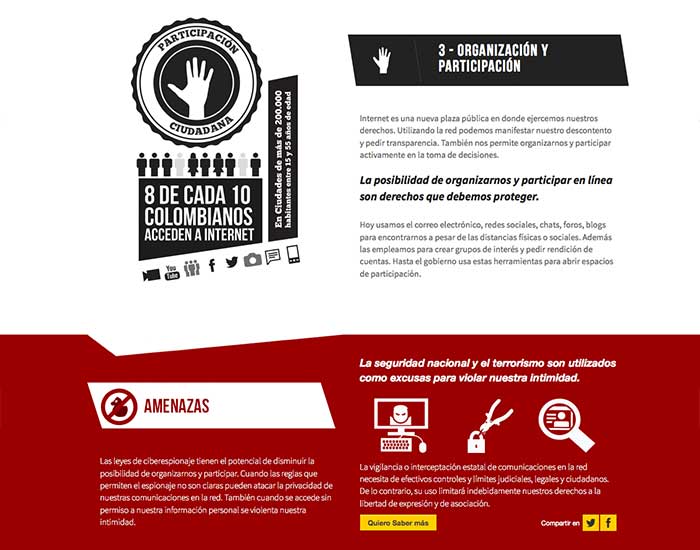 PARTICIPACIÓN
CIUDADANA
8 DE CADA 10
COLOMBIANOS
ACCEDEN A INTERNET
En Ciudades de más de 200.000
habitantes entre 15 y 55 años de edad
You
Tube
3 - ORGANIZACIÓN Y
PARTICIPACIÓN
Internet es una nueva plaza pública en donde ejercemos nuestros
derechos. Utilizando la red podemos manifestar nuestro descontento
y pedir transparencia. También nos permite organizarnos y participar
activamente en la toma de decisiones.
La posibilidad de organizarnos y participar en línea
son derechos que debemos proteger.
Hoy usamos el correo electrónico, redes sociales, chats, foros, blogs
para encontrarnos a pesar de las distancias físicas o sociales. Además
las empleamos para crear grupos de interés y pedir rendición de
cuentas. Hasta el gobierno usa estas herramientas para abrir espacios
de participación.
AMENAZAS
Las leyes de ciberespionaje tienen el potencial de disminuir la
posibilidad de organizarnos y participar. Cuando las reglas que
permiten el espionaje no son claras pueden atacar la privacidad de
nuestras comunicaciones en la red. También cuando se accede sin
permiso a nuestra información personal se violenta nuestra
intimidad.
La seguridad nacional y el terrorismo son utilizados
como excusas para violar nuestra intimidad.
La vigilancia o interceptación estatal de comunicaciones en la red
necesita de efectivos controles y límites judiciales, legales y ciudadanos.
De lo contrario, su uso limitará indebidamente nuestros derechos a la
libertad de expresión y de asociación.
Quiero Saber más
Compartir en